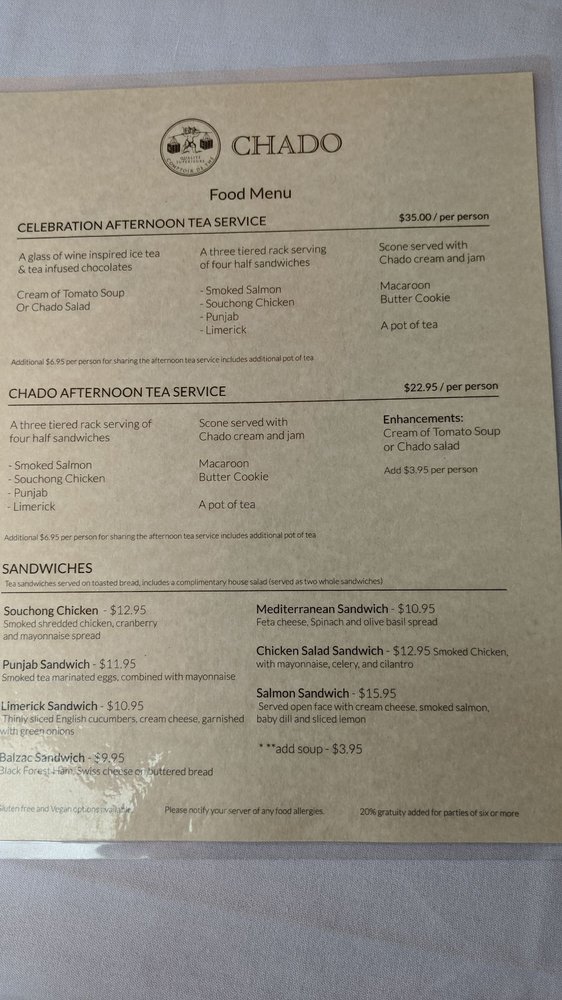 QUALITÉ
SUPERIEURE
COMPTOIR DE THE
CHADO
Food Menu
CELEBRATION AFTERNOON TEA SERVICE
$35.00 / per person
A glass of wine inspired ice tea
& tea infused chocolates
Cream of Tomato Soup
Or Chado Salad
A three tiered rack serving
of four half sandwiches
- Smoked Salmon
- Souchong Chicken
- Punjab
- Limerick
Scone served with
Chado cream and jam
Macaroon
Butter Cookie
A pot of tea
Additional $6.95 per person for sharing the afternoon tea service includes additional pot of tea
CHADO AFTERNOON TEA SERVICE
$22.95 / per person
A three tiered rack serving of
four half sandwiches
- Smoked Salmon
- Souchong Chicken
- Punjab
- Limerick
Scone served with
Chado cream and jam
Macaroon
Butter Cookie
A pot of tea
Enhancements:
Cream of Tomato Soup
or Chado salad
Add $3.95 per person
Additional $6.95 per person for sharing the afternoon tea service includes additional pot of tea
SANDWICHES
Tea sandwiches served on toasted bread, includes a complimentary house salad (served as two whole sandwiches)
Souchong Chicken - $12.95
Smoked shredded chicken, cranberry
and mayonnaise spread
Punjab Sandwich - $11.95
Smoked tea marinated eggs, combined with mayonnaise
Limerick Sandwich - $10.95
Thinly sliced English cucumbers, cream cheese, garnished
with green onions
Balzac Sandwich - $9.95
Black Forest Ham, Swiss cheese on buttered bread
Mediterranean Sandwich - $10.95
Feta cheese, Spinach and olive basil spread
Chicken Salad Sandwich - $12.95 Smoked Chicken,
with mayonnaise, celery, and cilantro
Salmon Sandwich - $15.95
Served open face with cream cheese, smoked salmon,
baby dill and sliced lemon
* **add soup - $3.95
Gluten free and Vegan options available.
Please notify your server of any food allergies.
20% gratuity added for parties of six or more